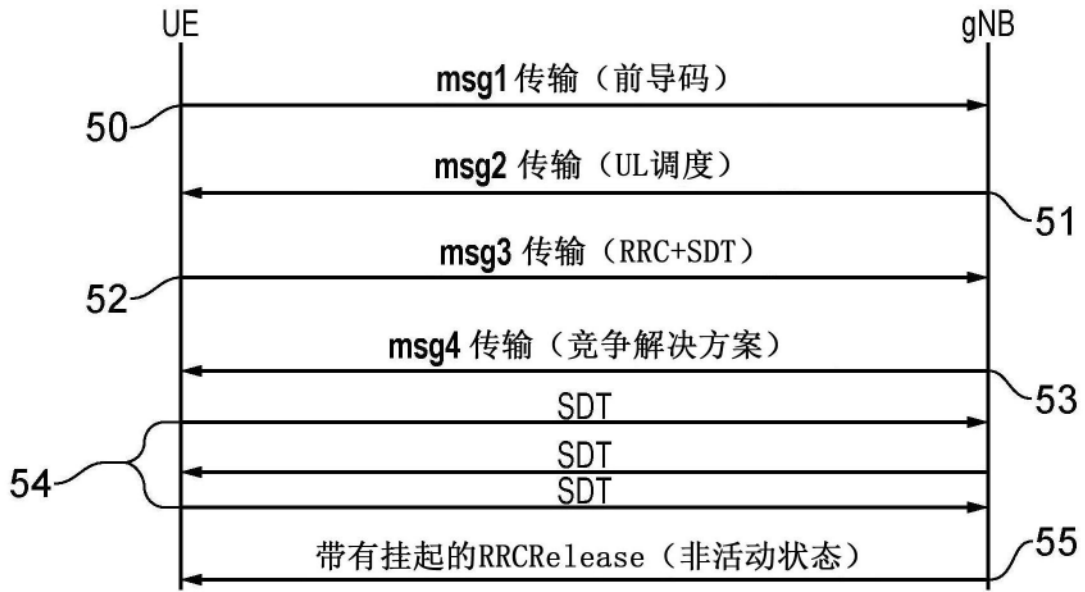 UE gNB
msg1 传输（前导码）
50
msg2 传输（UL调度）
51
msg3 传输（RRC+SDT）
52
msg4 传输（竞争解决方案）
53
SDT
SDT
54
SDT
带有挂起的RRCRelease（非活动状态）
55